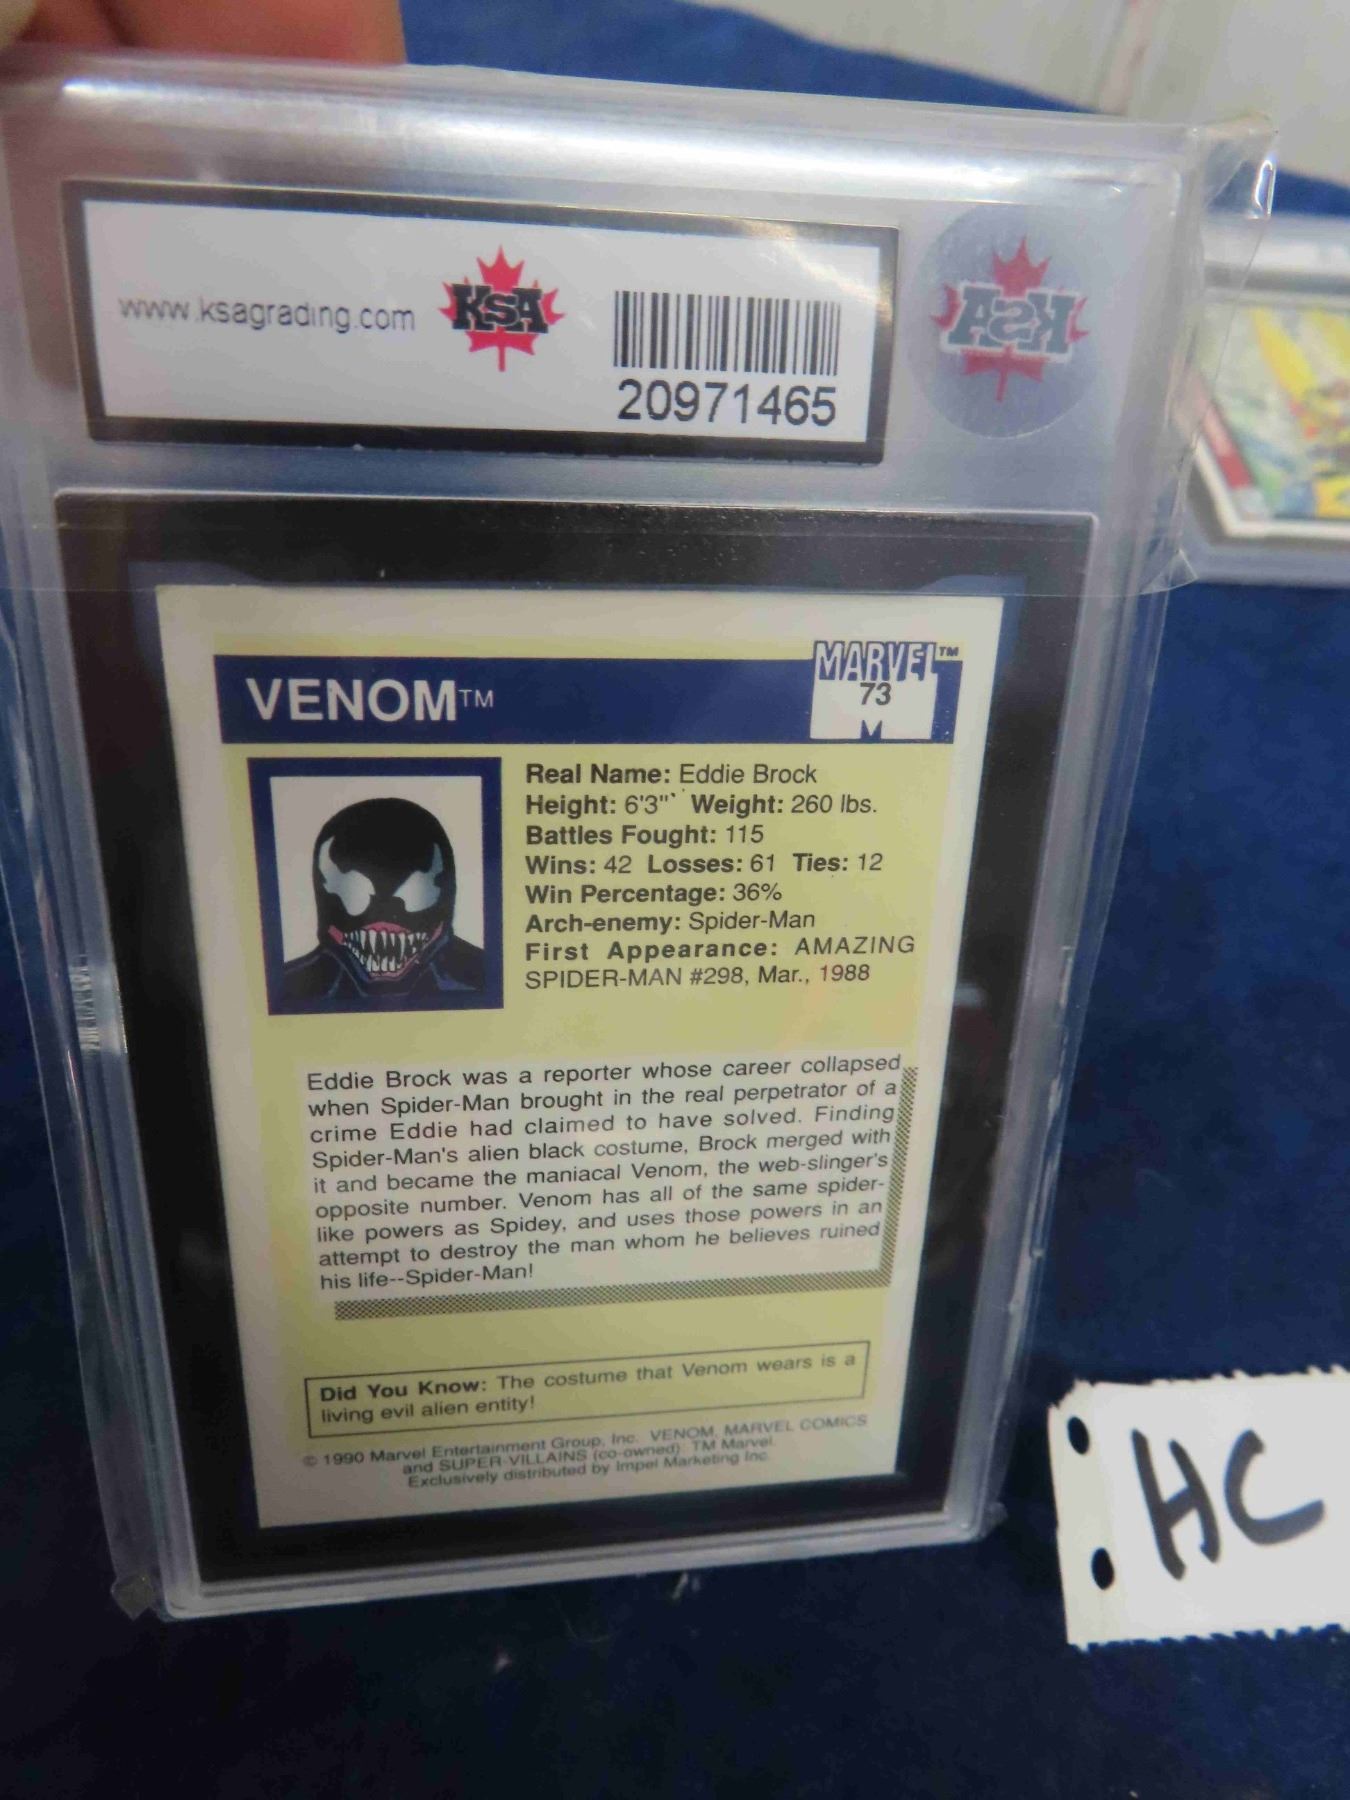 www.ksagrading.com
KSA
20971465
KSA
VENOM™
MARVEL™
73
Real Name: Eddie Brock
Height: 6'3" Weight: 260 lbs.
Battles Fought: 115
Wins: 42 Losses: 61 Ties: 12
Win Percentage: 36%
Arch-enemy: Spider-Man
First Appearance: AMAZING
SPIDER-MAN #298, Mar., 1988
Eddie Brock was a reporter whose career collapsed
when Spider-Man brought in the real perpetrator of a
crime Eddie had claimed to have solved. Finding
Spider-Man's alien black costume, Brock merged with
it and became the maniacal Venom, the web-slinger's
opposite number. Venom has all of the same spider-
like powers as Spidey, and uses those powers in an
attempt to destroy the man whom he believes ruined
his life--Spider-Man!
Did You Know: The costume that Venom wears is a
living evil alien entity!
© 1990 Marvel Entertainment Group, Inc. VENOM, MARVEL COMICS
and SUPER-VILLAINS (co-owned) TM Marvel.
Exclusively distributed by Impel Marketing Inc.
HC